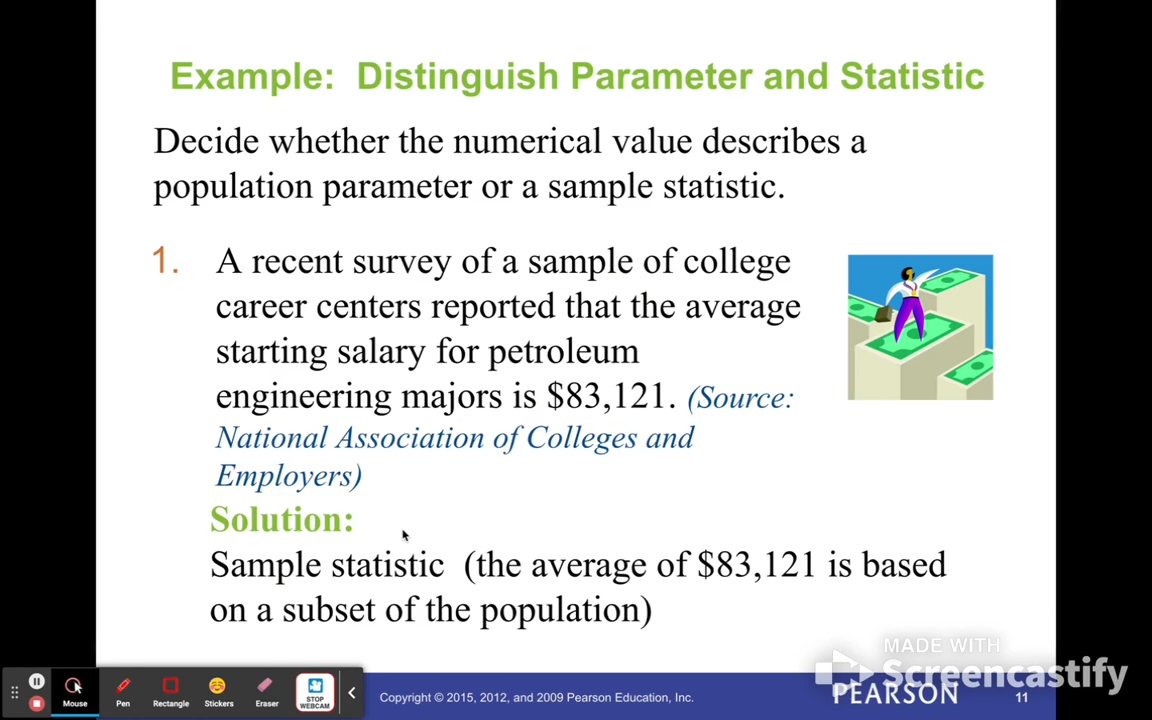 Example: Distinguish Parameter and Statistic
Decide whether the numerical value describes a
population parameter or a sample statistic.
1. A recent survey of a sample of college
career centers reported that the average
starting salary for petroleum
engineering majors is $83,121. (Source:
National Association of Colleges and
Employers)
Solution:
Sample statistic (the average of $83,121 is based
on a subset of the population)
MADE WITH
Screencastify
Mouse
Pen
Rectangle
Stickers
Eraser
STOP
WEBCAM
Copyright © 2015, 2012, and 2009 Pearson Education, Inc.
PEARSON
11